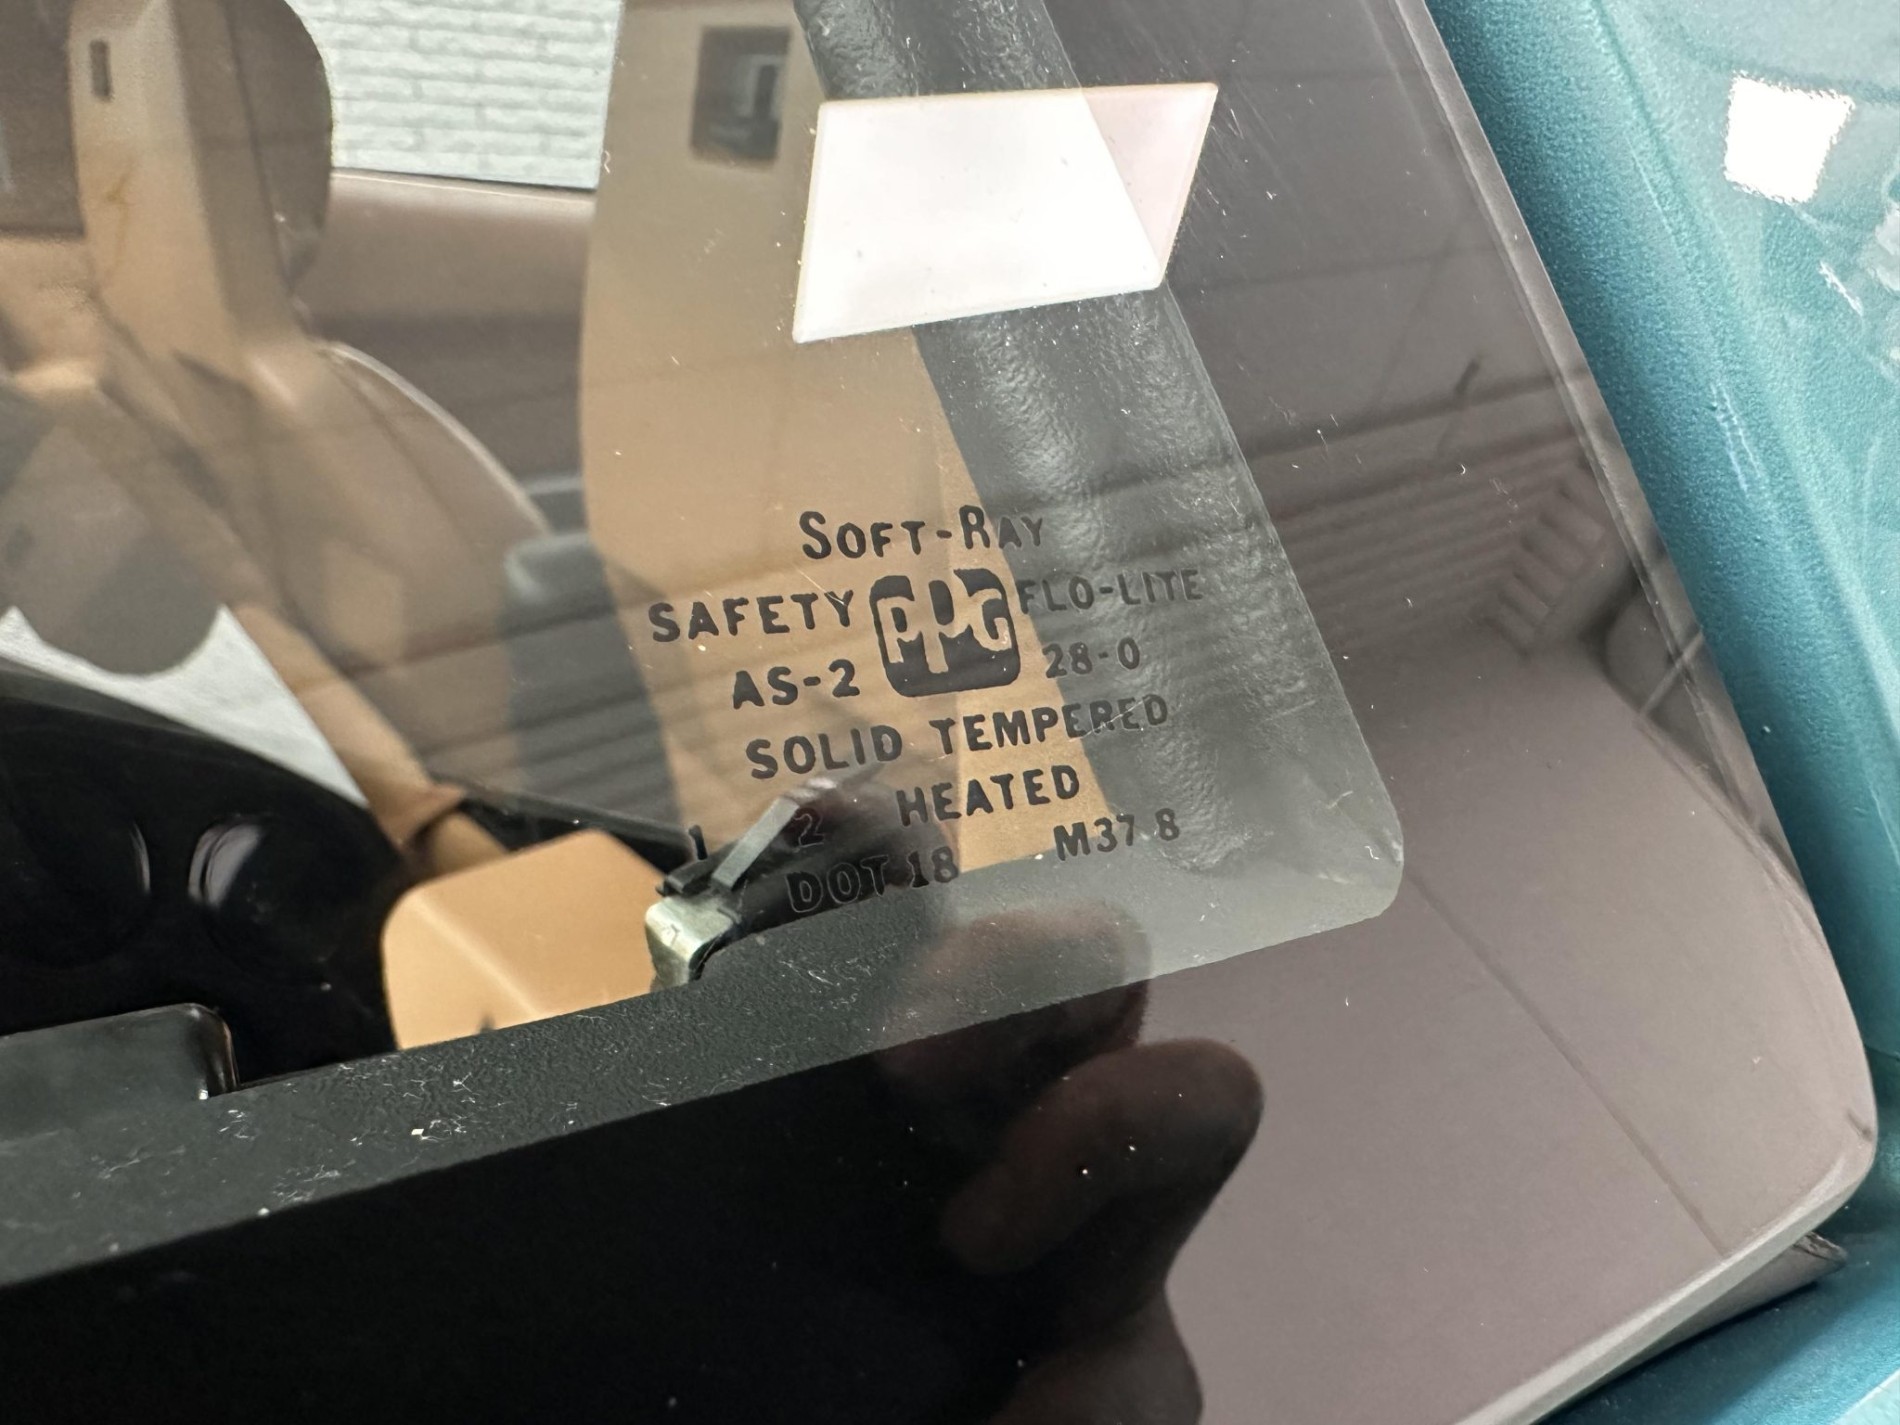 SOFT-RAY
SAFETY PPG FLO-LITE
AS-2 28-0
SOLID TEMPERED
HEATED
1 2 M37 8
DOT 18